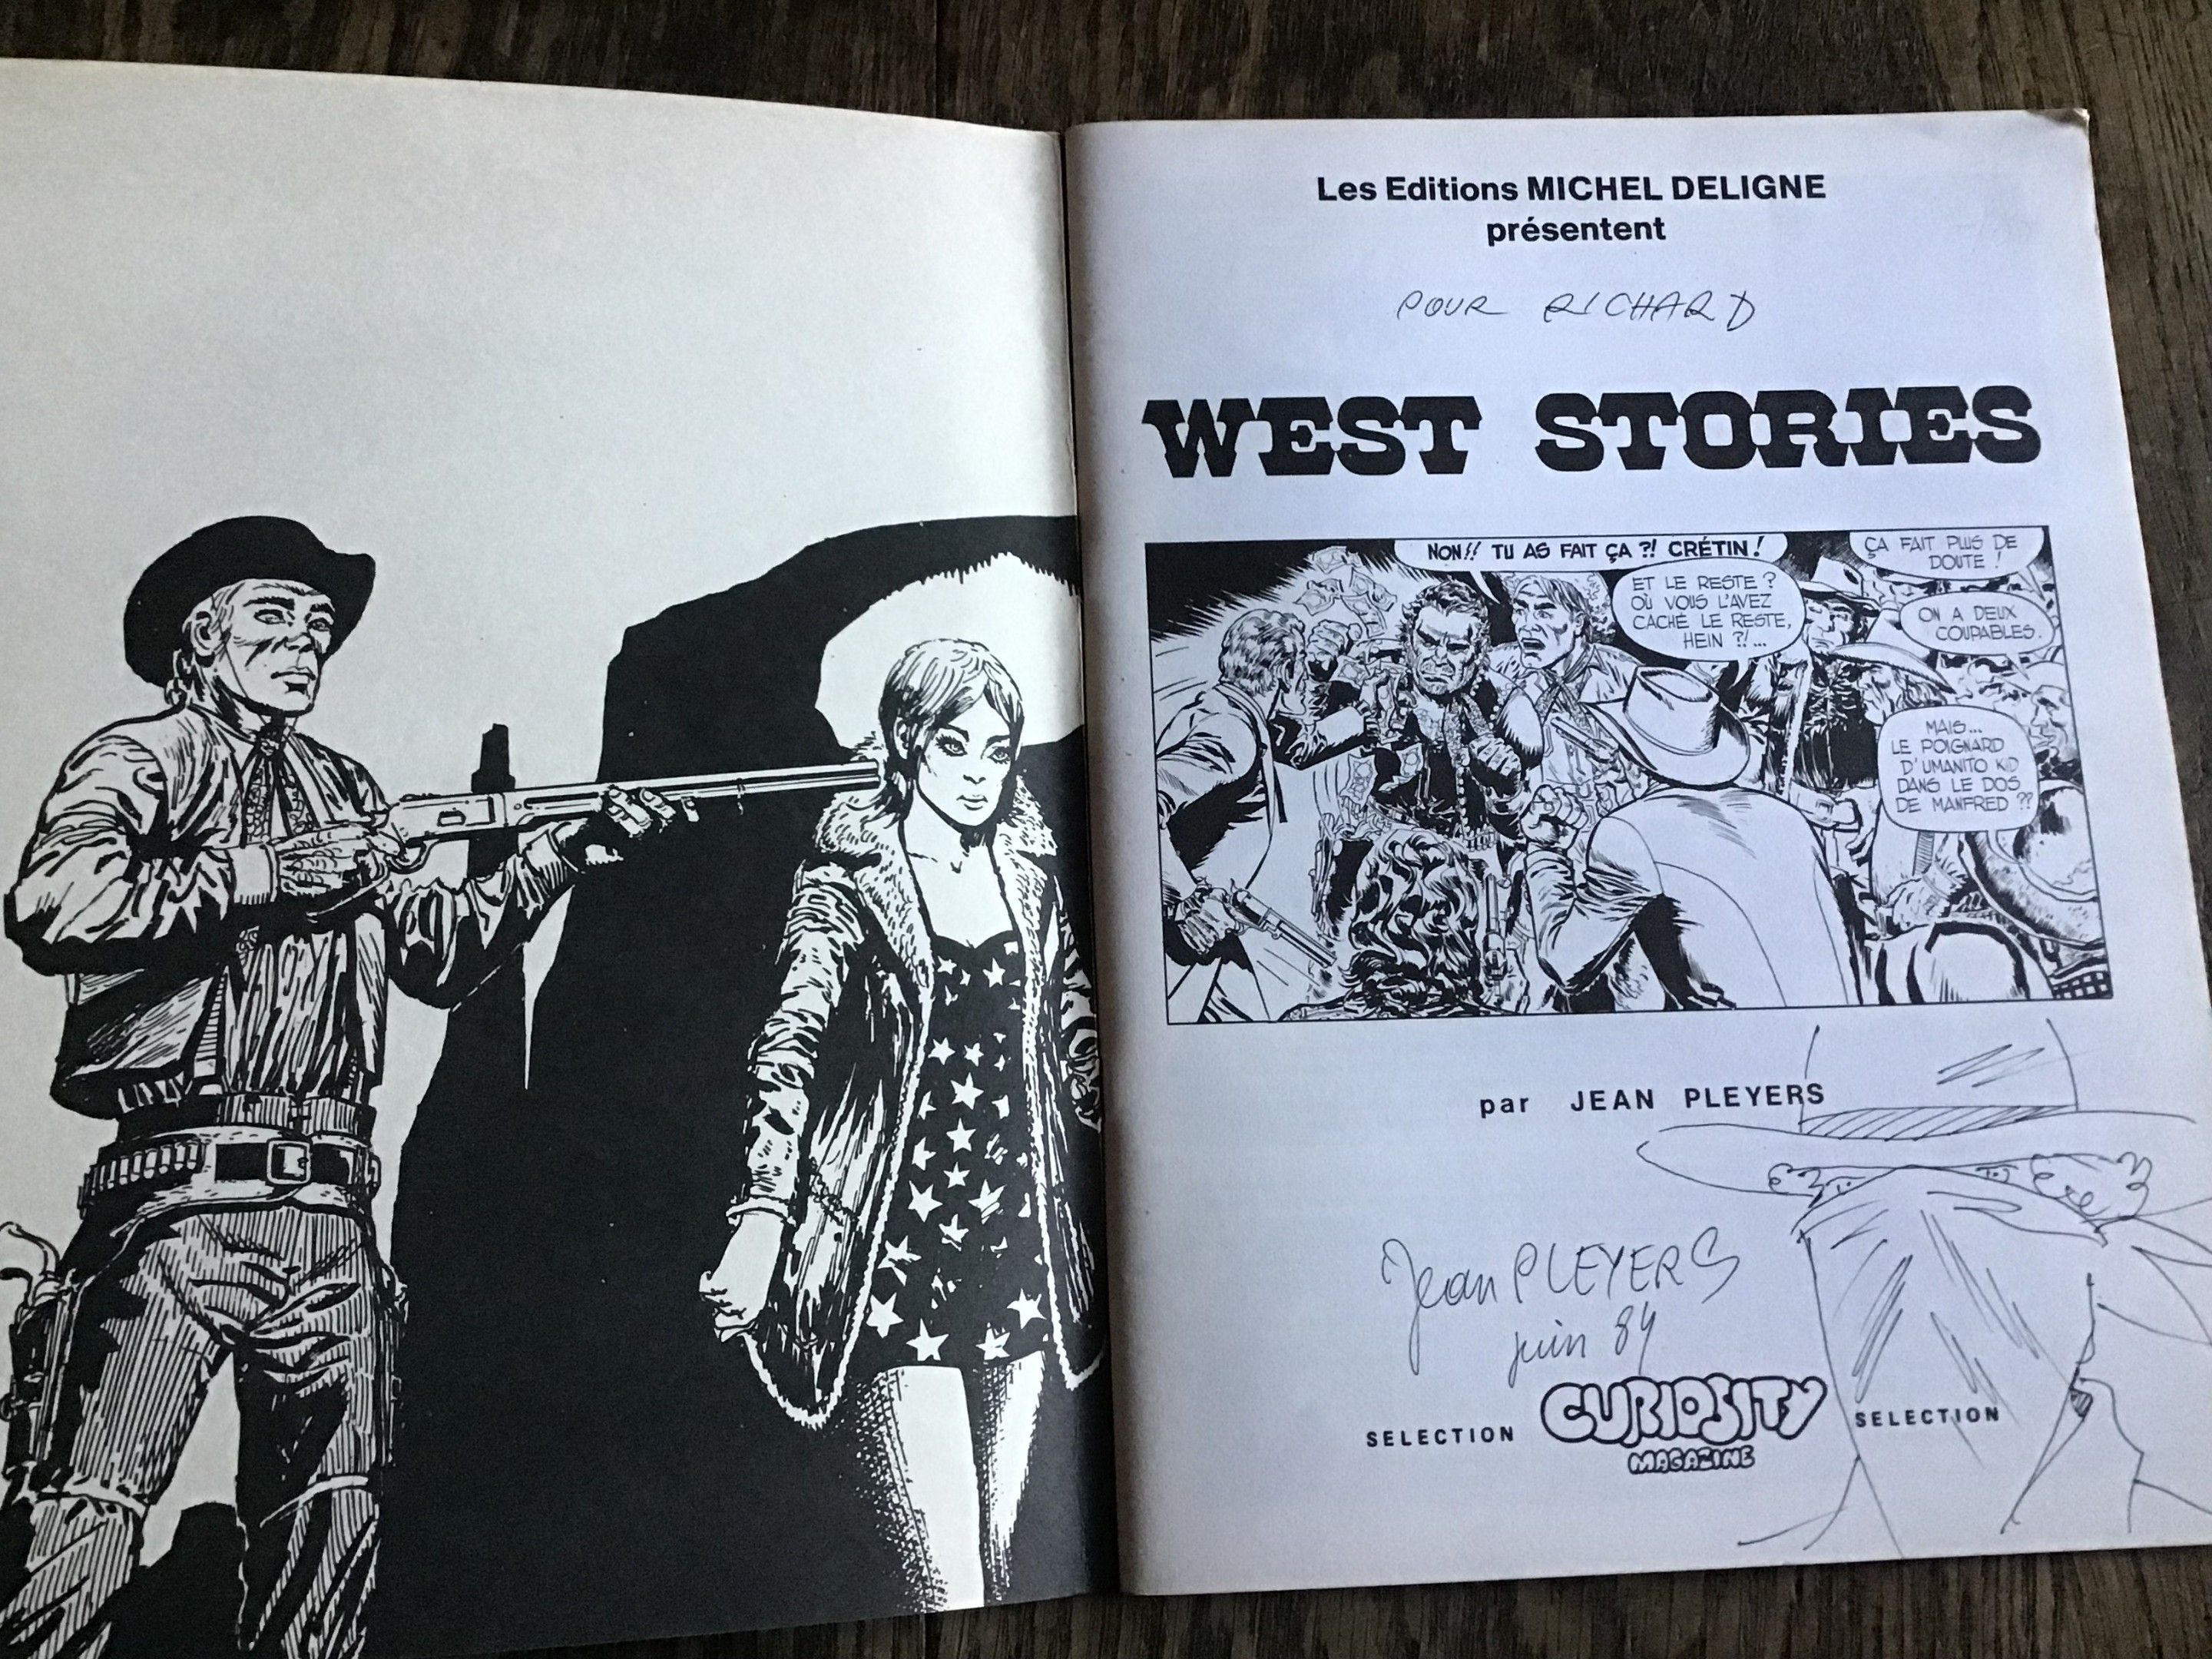 Les Editions MICHEL DELIGNE
présentent
POUR RICHARD
WEST STORIES
NON!! TU AS FAIT ÇA ?! CRÉTIN !
ET LE RESTE ?
OÙ VOUS L'AVEZ
CACHÉ LE RESTE,
HEIN ?!...
ÇA FAIT PLUS DE
DOUTE !
ON A DEUX
COUPABLES.
MAIS...
LE POIGNARD
D'UMANITO KID
DANS LE DOS
DE MANFRED ??
par JEAN PLEYERS
Jean PLEYERS
juin 84
SELECTION CURIOSITY SELECTION
MAGAZINE